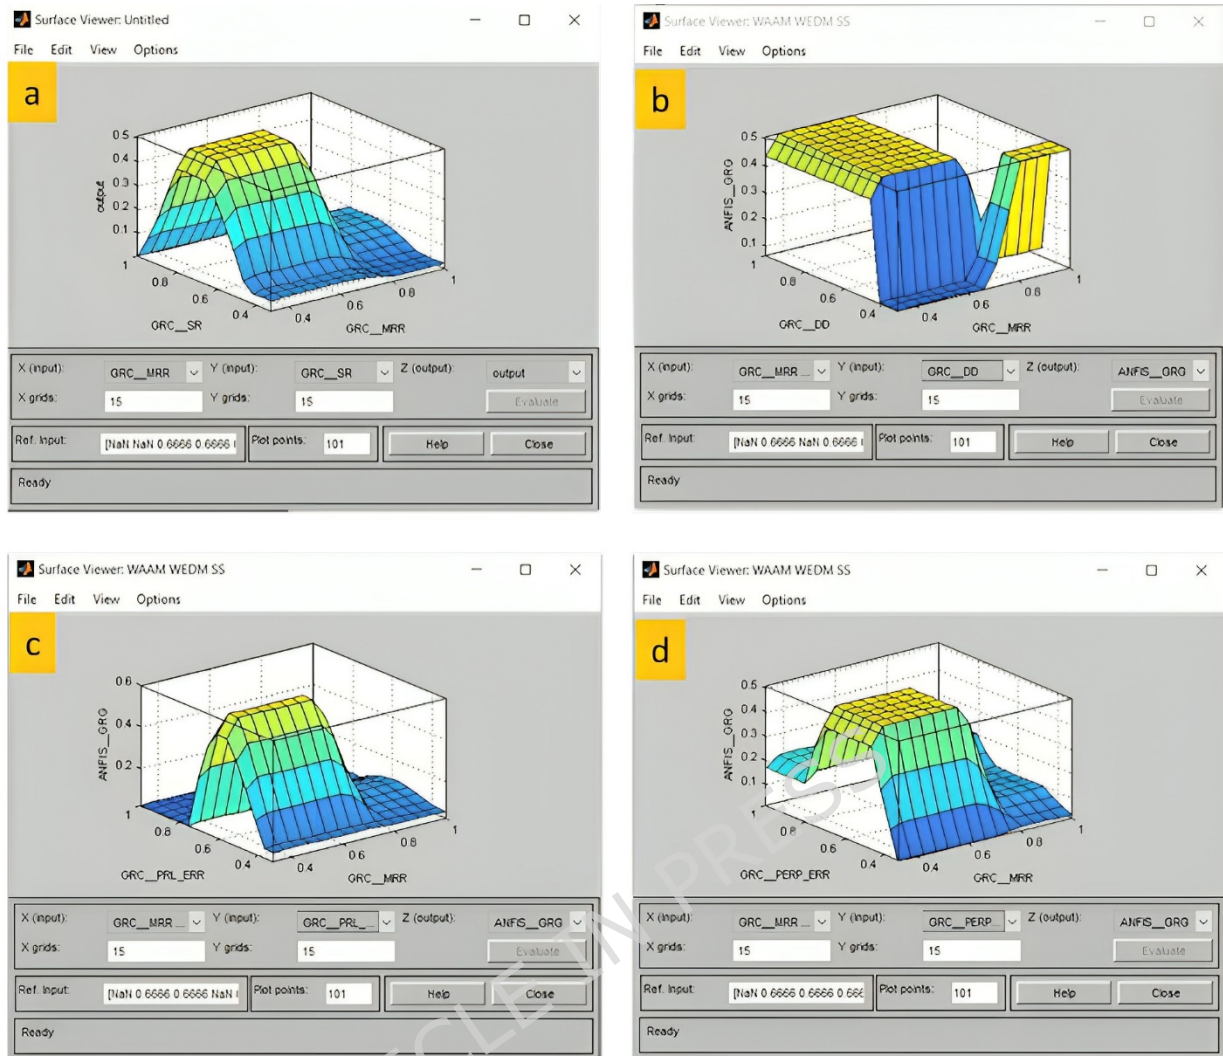 Surface Viewer: Untitled
File Edit View Options
a
0.5
0.4
0.3
0.2
0.1
output
1
0.8
0.6
0.4
GRC__SR
0.4
0.6
0.8
1
GRC__MRR
X (input): GRC__MRR Y (input): GRC__SR Z (output): output
X grids: 15 Y grids: 15 Evaluate
Ref. Input: [NaN NaN 0.6666 0.6666 Plot points: 101 Help Close
Ready
Surface Viewer: WAAM WEDM SS
File Edit View Options
b
0.5
0.4
0.3
0.2
0.1
ANFIS__GRG
1
0.8
0.6
0.4
GRC__DD
0.4
0.6
0.8
1
GRC__MRR
X (input): GRC__MRR ... Y (input): GRC__DD Z (output): ANFIS__GRG
X grids: 15 Y grids: 15 Evaluate
Ref. Input: [NaN 0.6666 NaN 0.6666 Plot points: 101 Help Close
Ready
Surface Viewer: WAAM WEDM SS
File Edit View Options
c
0.6
0.4
0.2
ANFIS__GRG
1
0.8
0.6
0.4
GRC__PRL_ERR
0.4
0.6
0.8
1
GRC__MRR
X (input): GRC__MRR ... Y (input): GRC__PRL_... Z (output): ANFIS__GRG
X grids: 15 Y grids: 15 Evaluate
Ref. Input: [NaN 0.6666 0.6666 NaN Plot points: 101 Help Close
Ready
Surface Viewer: WAAM WEDM SS
File Edit View Options
d
0.5
0.4
0.3
0.2
0.1
ANFIS__GRG
1
0.8
0.6
0.4
GRC__PERP_ERR
0.4
0.6
0.8
1
GRC__MRR
X (input): GRC__MRR ... Y (input): GRC__PERP... Z (output): ANFIS__GRG
X grids: 15 Y grids: 15 Evaluate
Ref. Input: [NaN 0.6666 0.6666 0.666 Plot points: 101 Help Close
Ready
CLE IN PRESS